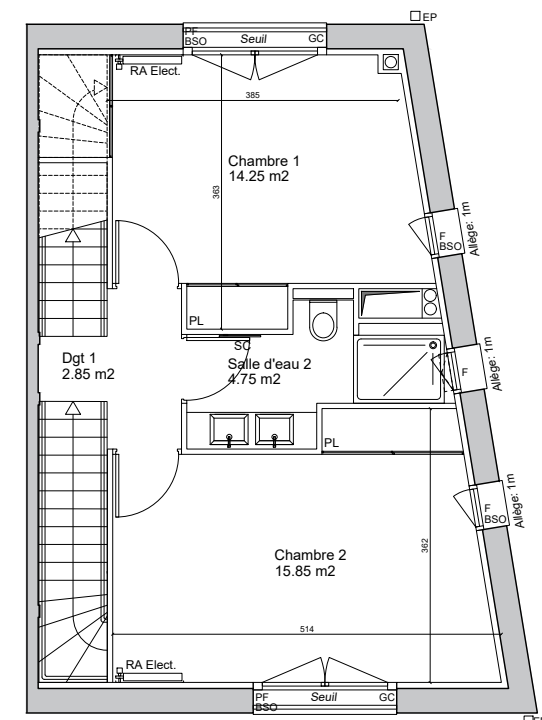 EP
PF
BSO
Seuil
GC
RA Elect.
385
Chambre 1
14.25 m2
363
F
BSO
Allège: 1m
PL
SC
Dgt 1
2.85 m2
Salle d'eau 2
4.75 m2
F
Allège: 1m
PL
F
BSO
Allège: 1m
Chambre 2
15.85 m2
362
514
RA Elect.
PF
BSO
Seuil
GC